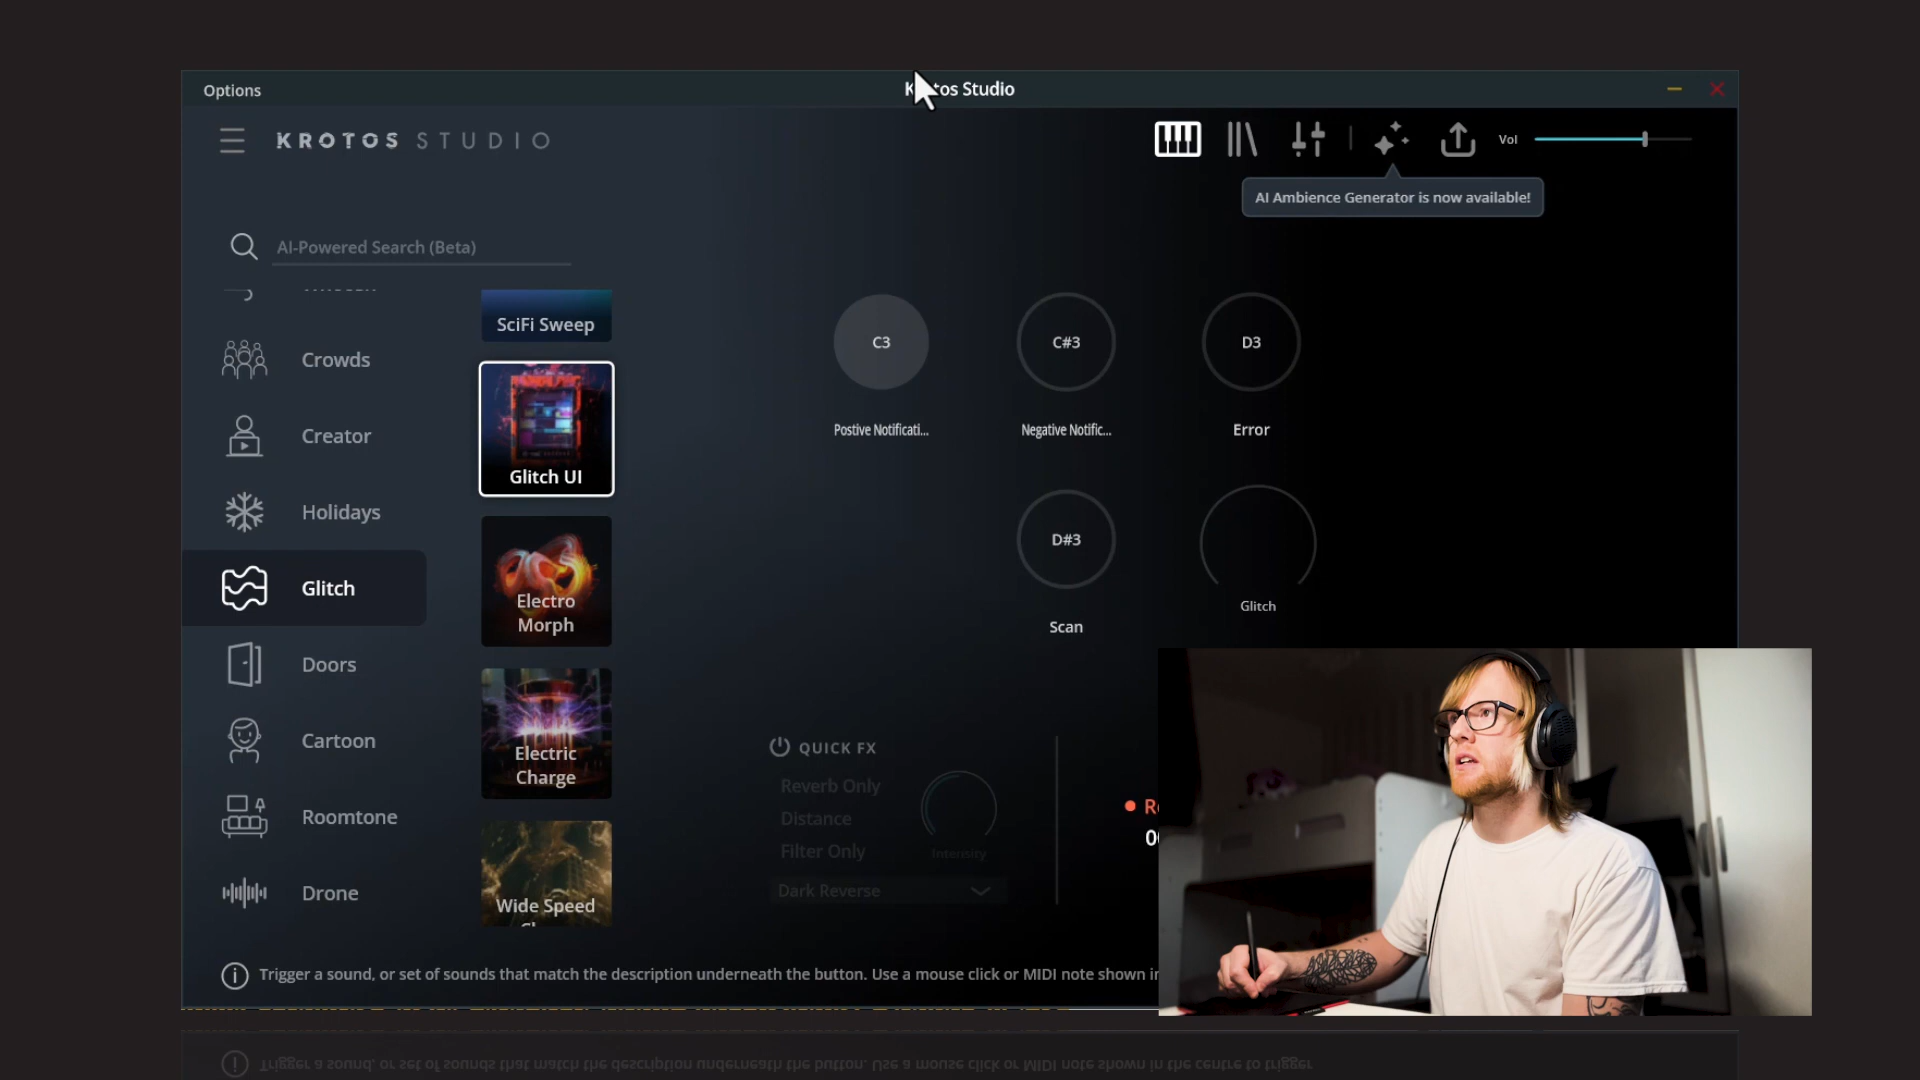 Options
Krotos Studio
KROTOS STUDIO
Vol
AI Ambience Generator is now available!
AI-Powered Search (Beta)
Crowds
Creator
Holidays
Glitch
Doors
Cartoon
Roomtone
Drone
SciFi Sweep
Glitch UI
Electro
Morph
Electric
Charge
Wide Speed
C3
Postive Notificati...
C#3
Negative Notific...
D3
Error
D#3
Scan
Glitch
QUICK FX
Reverb Only
Distance
Filter Only
Intensity
Dark Reverse
Trigger a sound, or set of sounds that match the description underneath the button. Use a mouse click or MIDI note shown in